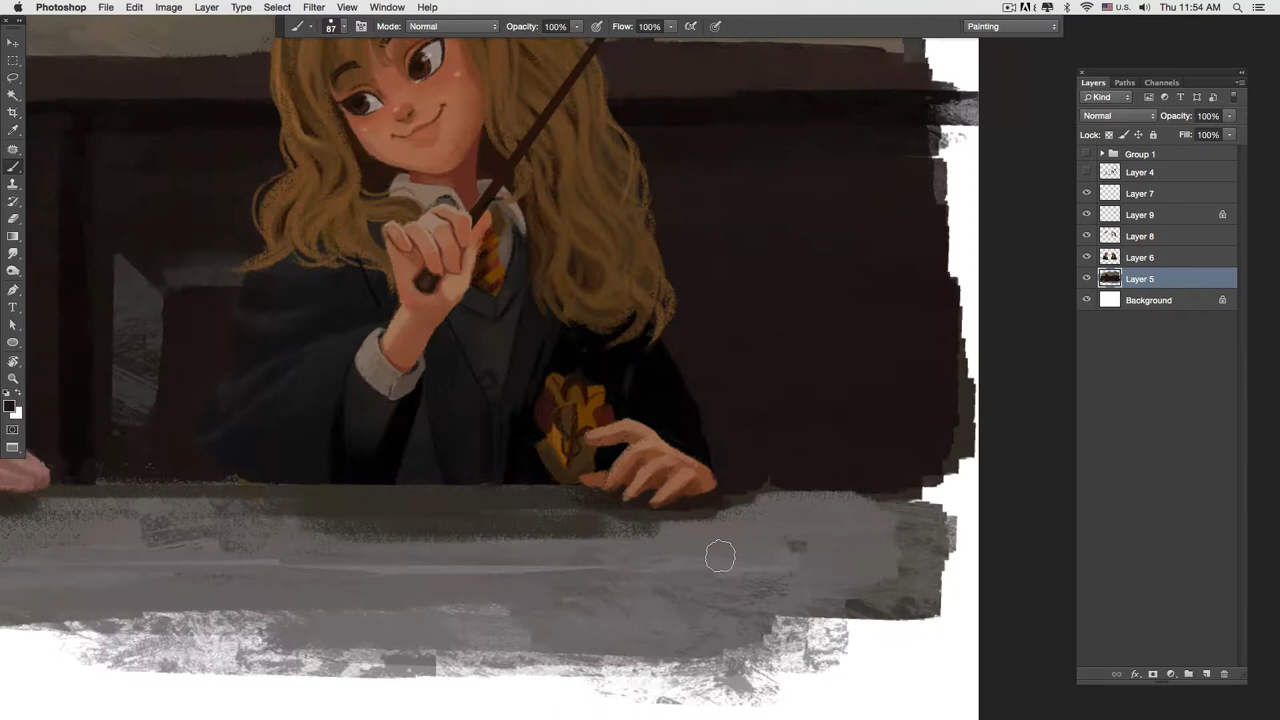 Photoshop File Edit Image Layer Type Select Filter View Window Help U.S. Thu 11:54 AM
87 Mode: Normal Opacity: 100% Flow: 100% Painting
Layers Paths Channels
Kind
Normal Opacity: 100%
Lock: Fill: 100%
Group 1
Layer 4
Layer 7
Layer 9
Layer 8
Layer 6
Layer 5
Background